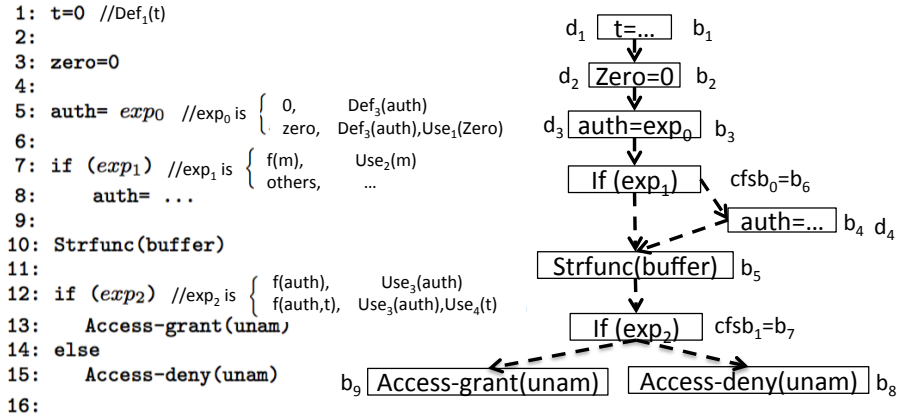 1: t=0 //Def₁(t)
2:
3: zero=0
4:
5: auth= exp₀ //exp₀ is { 0, Def₃(auth)
zero, Def₃(auth),Use₁(Zero)
6:
7: if (exp₁) //exp₁ is { f(m), Use₂(m)
others, ...
8: auth= ...
9:
10: Strfunc(buffer)
11:
12: if (exp₂) //exp₂ is { f(auth), Use₃(auth)
f(auth,t), Use₃(auth),Use₄(t)
13: Access-grant(unam)
14: else
15: Access-deny(unam)
16:
d₁ t=... b₁
d₂ Zero=0 b₂
d₃ auth=exp₀ b₃
If (exp₁) cfsb₀=b₆
auth=... b₄ d₄
Strfunc(buffer) b₅
If (exp₂) cfsb₁=b₇
b₉ Access-grant(unam) Access-deny(unam) b₈